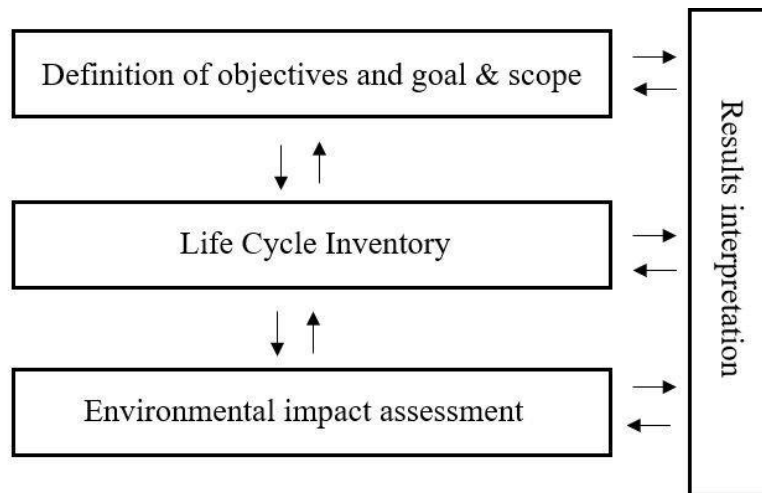 Definition of objectives and goal & scope
Life Cycle Inventory
Environmental impact assessment
Results interpretation